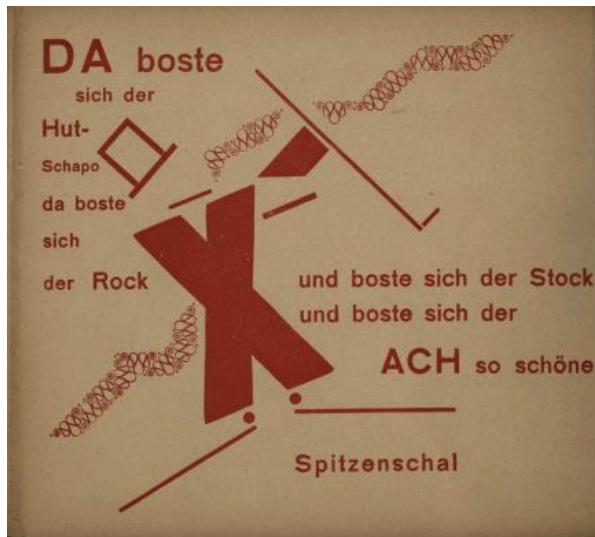 DA boste
sich der
Hut-
Schapo
da boste
sich
der Rock
und boste sich der Stock
und boste sich der
ACH so schöne
Spitzenschal